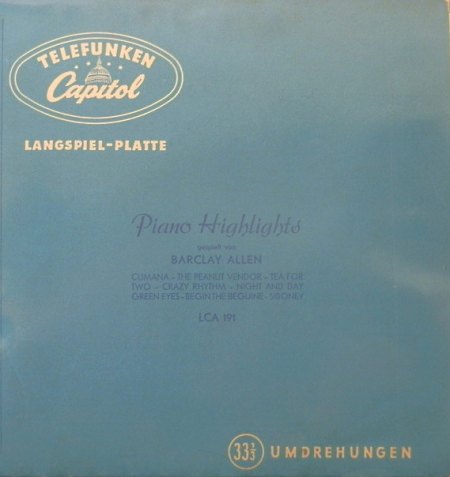 TELEFUNKEN
Capitol
LANGSPIEL-PLATTE
Piano Highlights
gespielt von
BARCLAY ALLEN
CUMANA - THE PEANUT VENDOR - TEA FOR
TWO - CRAZY RHYTHM - NIGHT AND DAY
GREEN EYES - BEGIN THE BEGUINE - SIBONEY
LCA 191
33⅓ UMDREHUNGEN